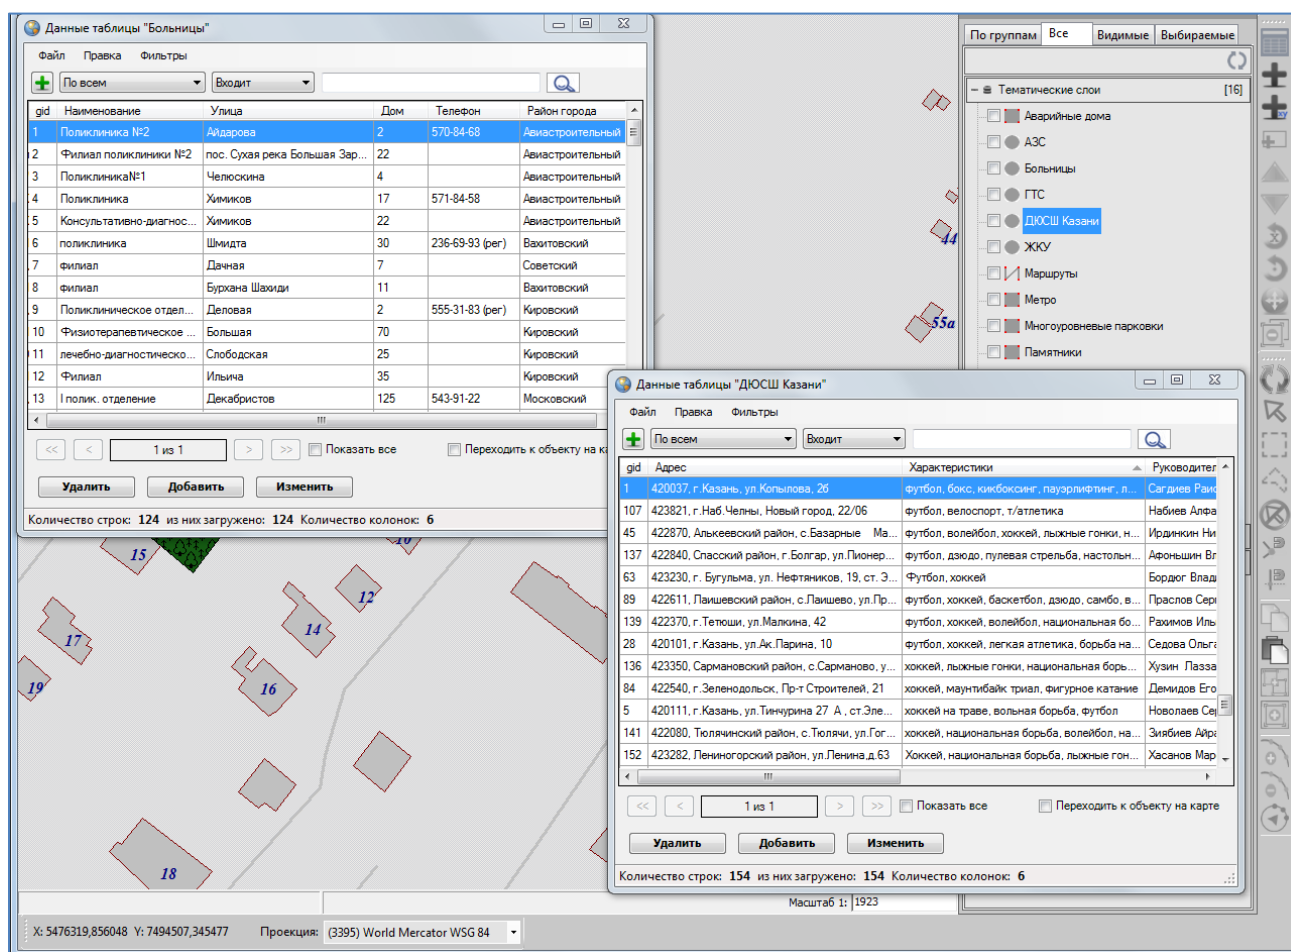 Данные таблицы "Больницы"
Файл Правка Фильтры
По всем Входит
gid Наименование Улица Дом Телефон Район города
1 Поликлиника №2 Айдарова 2 570-84-68 Авиастроительный
2 Филиал поликлиники №2 пос. Сухая река Большая Зар... 22 Авиастроительный
3 Поликлиника№1 Челюскина 4 Авиастроительный
4 Поликлиника Химиков 17 571-84-58 Авиастроительный
5 Консультативно-диагнос... Химиков 22 Авиастроительный
6 поликлиника Шмидта 30 236-69-93 (рег) Вахитовский
7 филиал Дачная 7 Советский
8 филиал Бурхана Шахиди 11 Вахитовский
9 Поликлиническое отдел... Деловая 2 555-31-83 (рег) Кировский
10 Физиотерапевтическое ... Большая 70 Кировский
11 лечебно-диагностическо... Слободская 25 Кировский
12 Филиал Ильича 35 Кировский
13 I полик. отделение Декабристов 125 543-91-22 Московский
<< < 1 из 1 > >> Показать все Переходить к объекту на ка
Удалить Добавить Изменить
Количество строк: 124 из них загружено: 124 Количество колонок: 6
По группам Все Видимые Выбираемые
Тематические слои [16]
Аварийные дома
АЗС
Больницы
ГТС
ДЮСШ Казани
ЖКУ
Маршруты
Метро
Многоуровневые парковки
Памятники
xy
44
55а
Данные таблицы "ДЮСШ Казани"
Файл Правка Фильтры
По всем Входит
gid Адрес Характеристики Руководител
1 420037, г.Казань, ул.Копылова, 2б футбол, бокс, кикбоксинг, пауэрлифтинг, л... Сагдиев Раис
107 423821, г.Наб.Челны, Новый город, 22/06 футбол, велоспорт, т/атлетика Набиев Алфа
45 422870, Алькеевский район, с.Базарные Ма... футбол, волейбол, хоккей, лыжные гонки, н... Ирдинкин Ни
137 422840, Спасский район, г.Болгар, ул.Пионер... футбол, дзюдо, пулевая стрельба, настольн... Афоньшин Вл
63 423230, г. Бугульма, ул. Нефтяников, 19, ст. Э... Футбол, хоккей Бордюг Влад
89 422611, Лаишевский район, с.Лаишево, ул.Пр... футбол, хоккей, баскетбол, дзюдо, самбо, в... Праслов Сер
139 422370, г.Тетюши, ул.Малкина, 42 футбол, хоккей, волейбол, национальная бо... Рахимов Иль
28 420101, г.Казань, ул.Ак.Парина, 10 футбол, хоккей, легкая атлетика, борьба на... Седова Ольга
136 423350, Сармановский район, с.Сарманово, у... хоккей, лыжные гонки, национальная борь... Хузин Лазза
84 422540, г.Зеленодольск, Пр-т Строителей, 21 хоккей, маунтибайк триал, фигурное катание Демидов Его
5 420111, г.Казань, ул.Тинчурина 27 А , ст.Эле... хоккей на траве, вольная борьба, футбол Новолаев Се
141 422080, Тюлячинский район, с.Тюлячи, ул.Гог... хоккей, национальная борьба, волейбол, на... Зиябиев Айра
152 423282, Лениногорский район, ул.Ленина,д.63 Хоккей, национальная борьба, лыжные гон... Хасанов Мар
<< < 1 из 1 > >> Показать все Переходить к объекту на карте
Удалить Добавить Изменить
Количество строк: 154 из них загружено: 154 Количество колонок: 6
15
12
14
17
16
19
18
Масштаб 1: 1923
X: 5476319,856048 Y: 7494507,345477 Проекция: (3395) World Mercator WSG 84